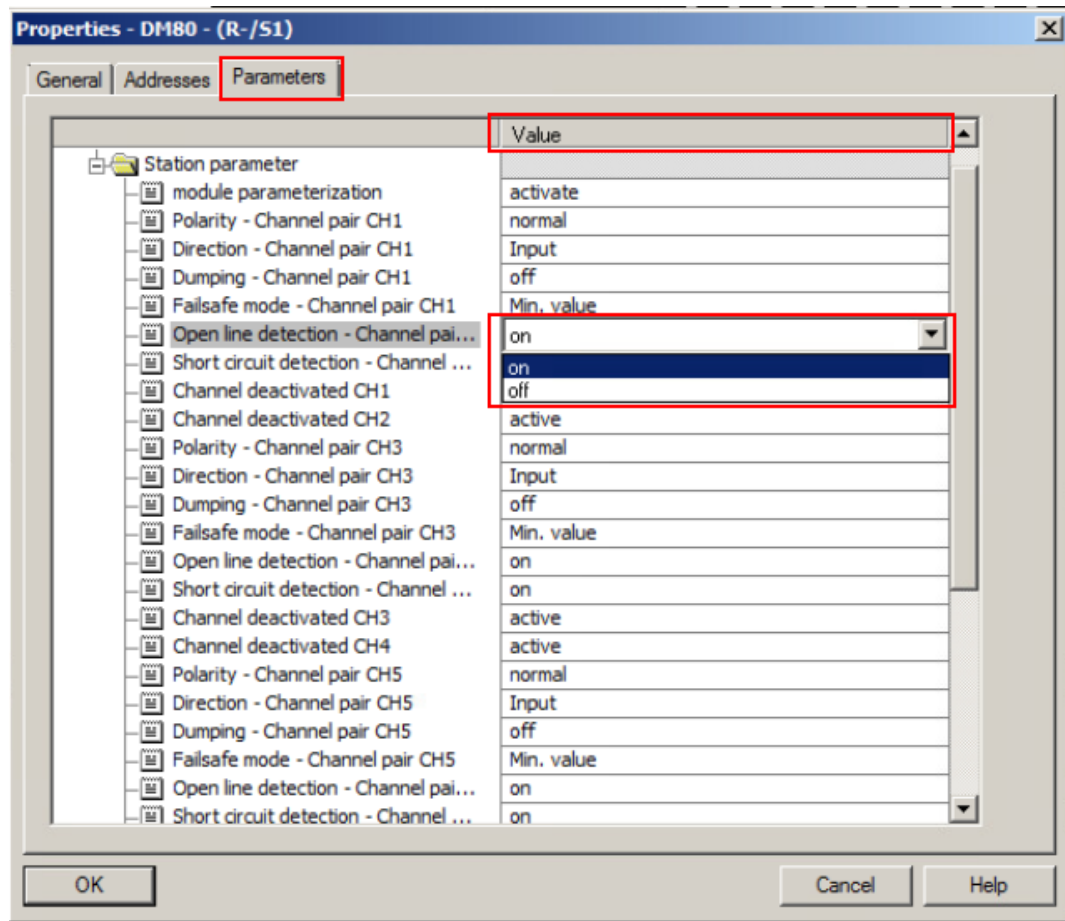 Properties - DM80 - (R-/S1)
General Addresses Parameters
Value
Station parameter
module parameterization activate
Polarity - Channel pair CH1 normal
Direction - Channel pair CH1 Input
Dumping - Channel pair CH1 off
Failsafe mode - Channel pair CH1 Min. value
Open line detection - Channel pai... on
Short circuit detection - Channel ... on
Channel deactivated CH1 off
Channel deactivated CH2 active
Polarity - Channel pair CH3 normal
Direction - Channel pair CH3 Input
Dumping - Channel pair CH3 off
Failsafe mode - Channel pair CH3 Min. value
Open line detection - Channel pai... on
Short circuit detection - Channel ... on
Channel deactivated CH3 active
Channel deactivated CH4 active
Polarity - Channel pair CH5 normal
Direction - Channel pair CH5 Input
Dumping - Channel pair CH5 off
Failsafe mode - Channel pair CH5 Min. value
Open line detection - Channel pai... on
Short circuit detection - Channel ... on
OK Cancel Help